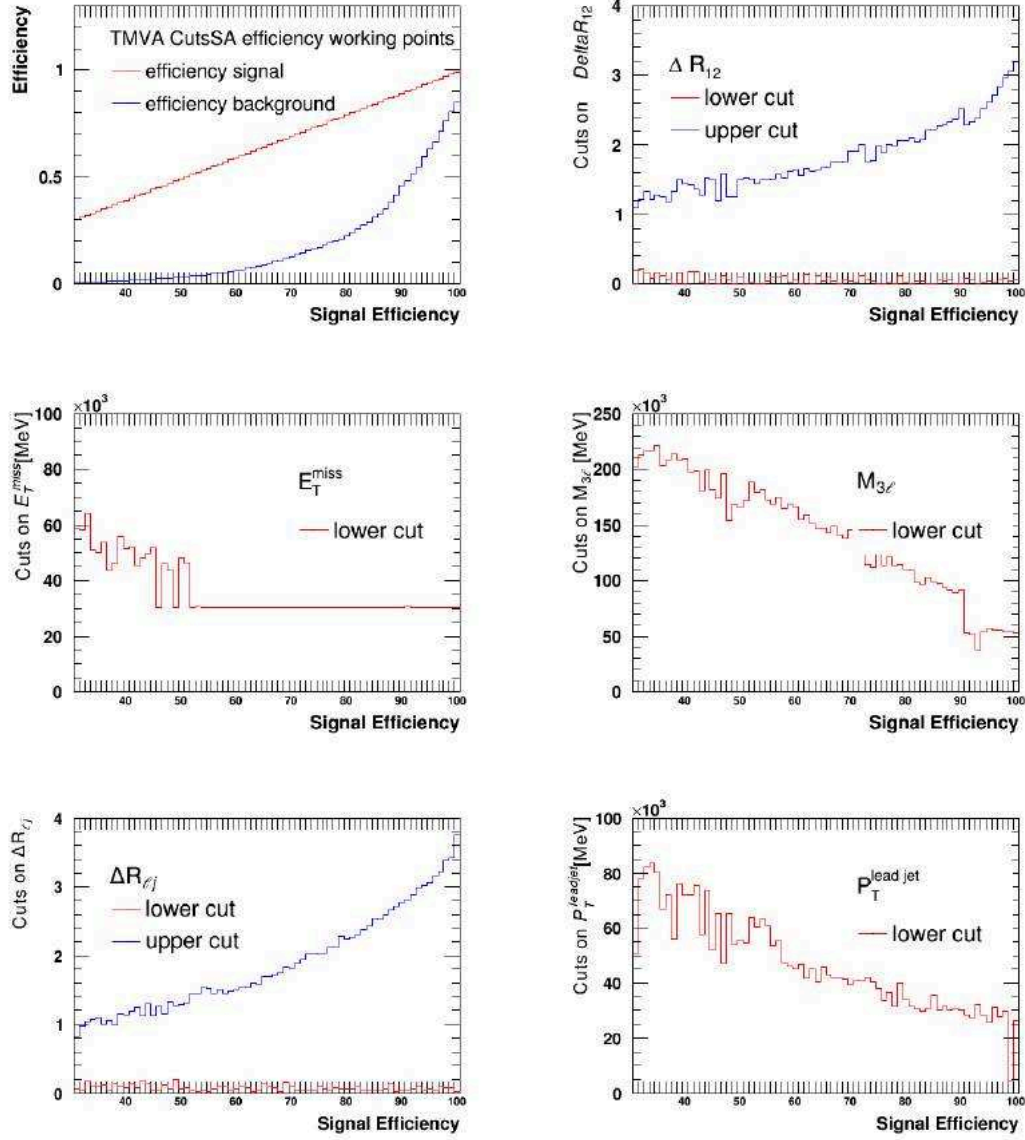 Efficiency
TMVA CutsSA efficiency working points
efficiency signal
efficiency background
1
0.5
0
40 50 60 70 80 90 100
Signal Efficiency
Cuts on DeltaR12
4
3
2
1
0
Δ R12
lower cut
upper cut
40 50 60 70 80 90 100
Signal Efficiency
×10³
Cuts on E_T^miss[MeV]
100
80
60
40
20
0
E_T^miss
lower cut
40 50 60 70 80 90 100
Signal Efficiency
×10³
Cuts on M3ℓ [MeV]
250
200
150
100
50
0
M3ℓ
lower cut
40 50 60 70 80 90 100
Signal Efficiency
Cuts on ΔRℓj
4
3
2
1
0
ΔRℓj
lower cut
upper cut
40 50 60 70 80 90 100
Signal Efficiency
×10³
Cuts on P_T^leadjet[MeV]
100
80
60
40
20
0
P_T^lead jet
lower cut
40 50 60 70 80 90 100
Signal Efficiency